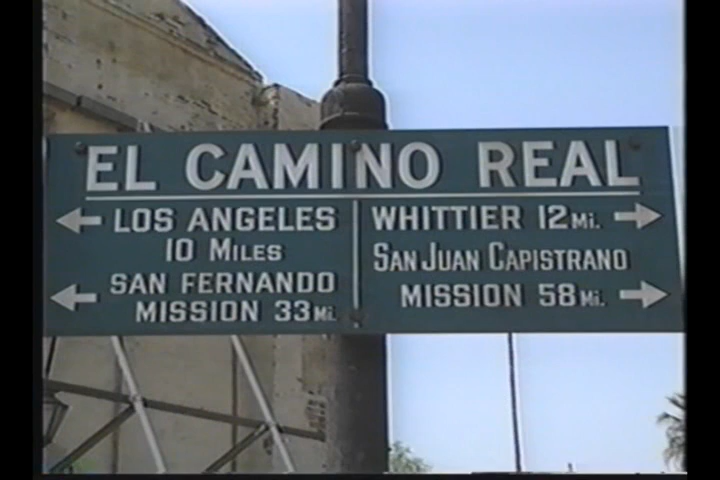 EL CAMINO REAL
LOS ANGELES
10 MILES
SAN FERNANDO
MISSION 33 Mi.
WHITTIER 12 Mi.
SAN JUAN CAPISTRANO
MISSION 58 Mi.